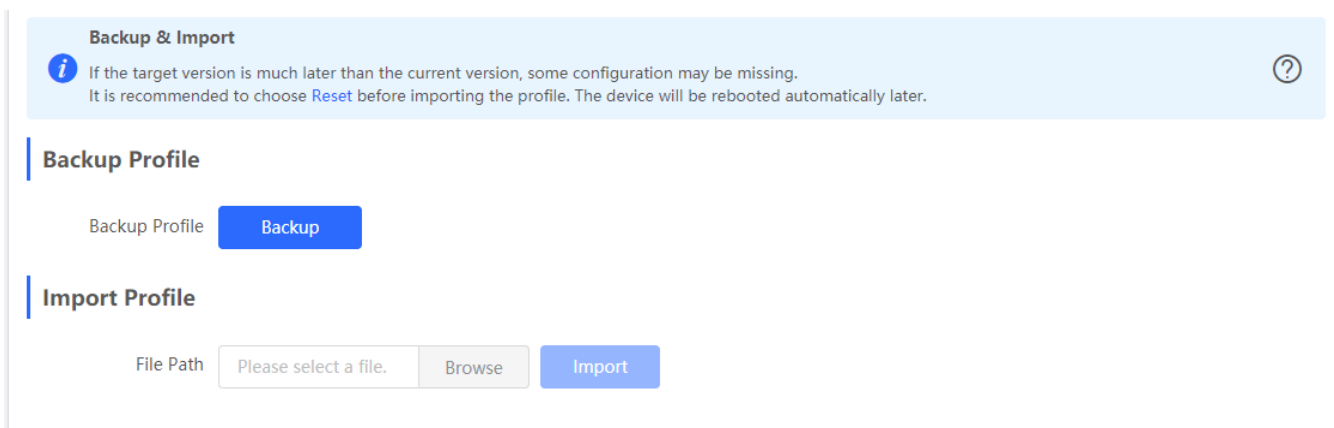 Backup & Import
i
If the target version is much later than the current version, some configuration may be missing.
?
It is recommended to choose Reset before importing the profile. The device will be rebooted automatically later.
Backup Profile
Backup Profile Backup
Import Profile
File Path Please select a file. Browse Import